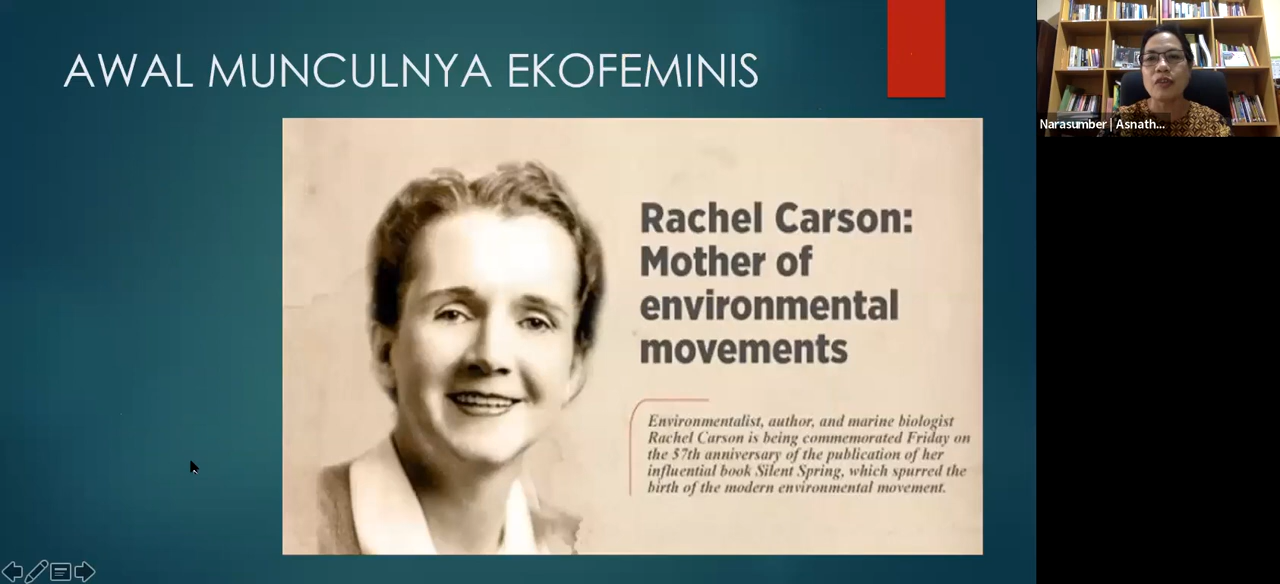 AWAL MUNCULNYA EKOFEMINIS
Rachel Carson:
Mother of
environmental
movements
Environmentalist, author, and marine biologist
Rachel Carson is being commemorated Friday on
the 57th anniversary of the publication of her
influential book Silent Spring, which spurred the
birth of the modern environmental movement.
Narasumber | Asnath...